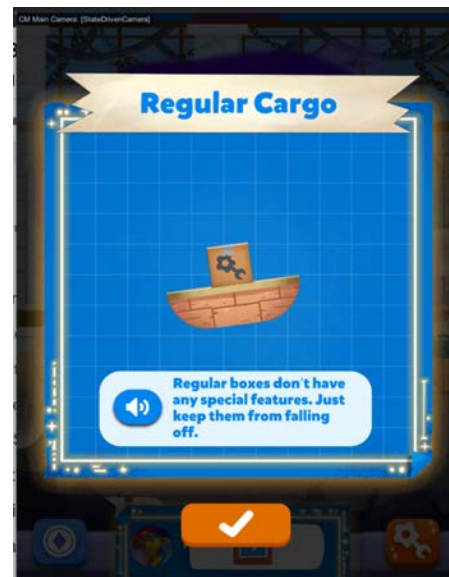 CM Main Camera: [StateDrivenCamera]
Regular Cargo
Regular boxes don't have
any special features. Just
keep them from falling
off.